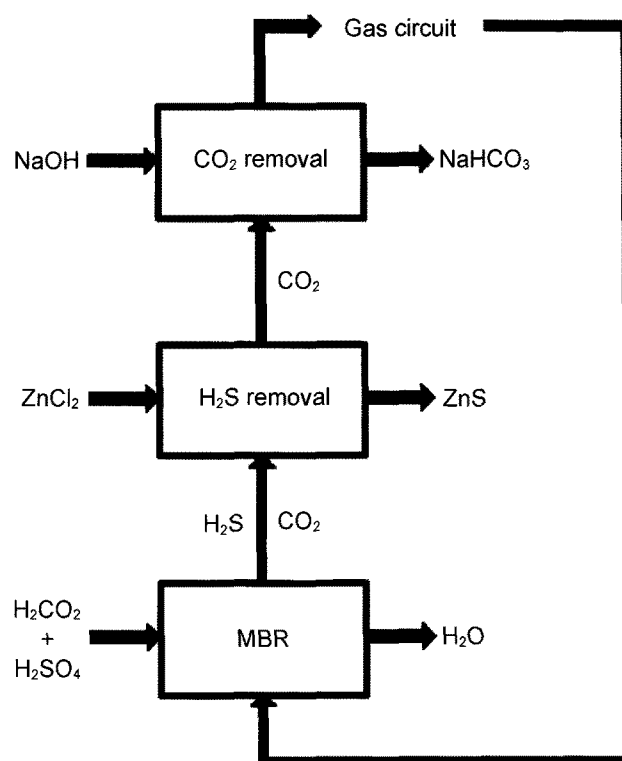 Gas circuit
NaOH
CO₂ removal
NaHCO₃
CO₂
ZnCl₂
H₂S removal
ZnS
H₂S
CO₂
H₂CO₂
+
H₂SO₄
MBR
H₂O